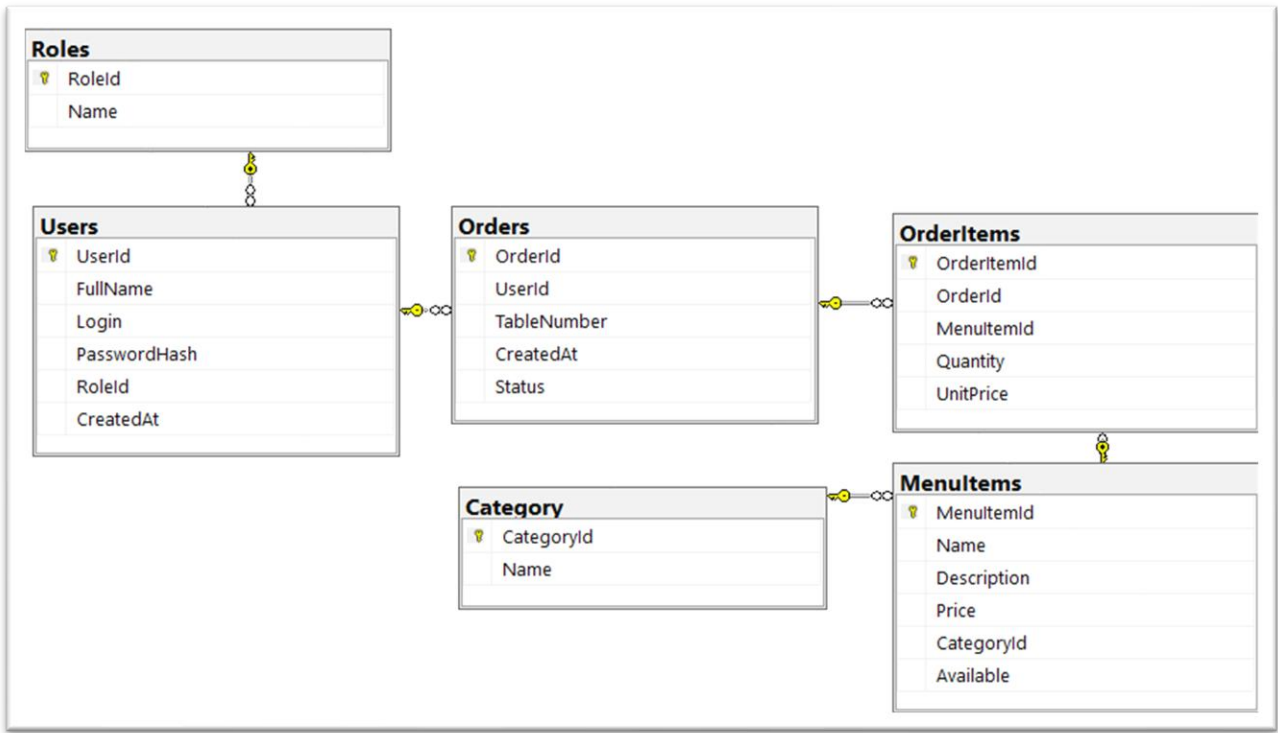 Roles
RoleId
Name
Users
UserId
FullName
Login
PasswordHash
RoleId
CreatedAt
Orders
OrderId
UserId
TableNumber
CreatedAt
Status
OrderItems
OrderItemId
OrderId
MenuItemId
Quantity
UnitPrice
Category
CategoryId
Name
MenuItems
MenuItemId
Name
Description
Price
CategoryId
Available